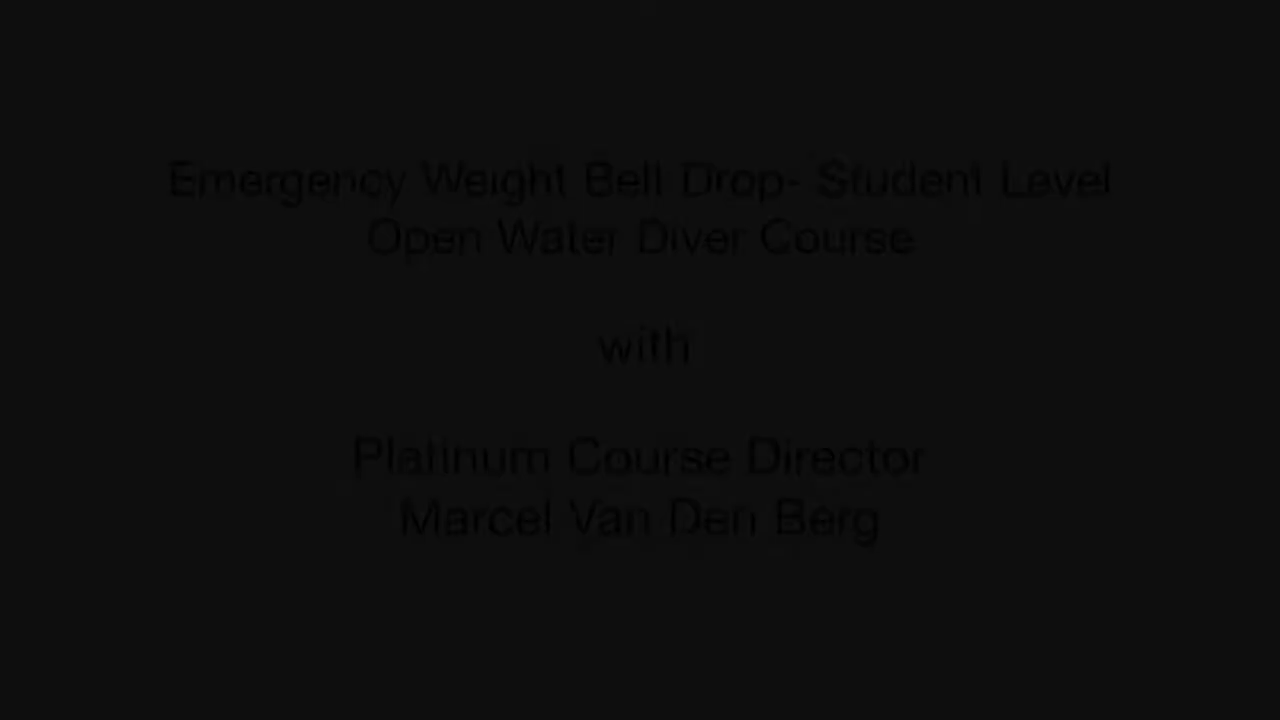 Emergency Weight Belt Drop- Student Level
Open Water Diver Course
with
Platinum Course Director
Marcel Van Den Berg